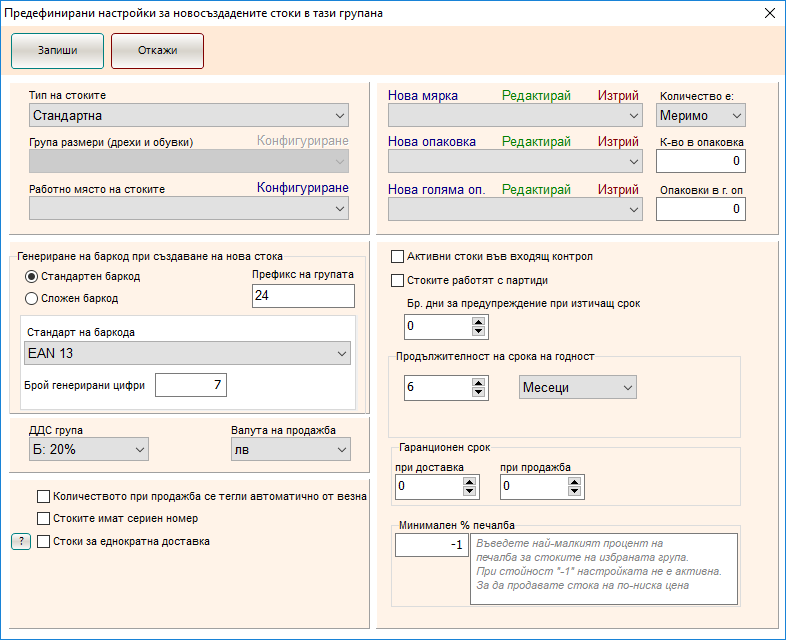 Предефинирани настройки за новосъздадените стоки в тази групана
Запиши
Откажи
Тип на стоките
Стандартна
Група размери (дрехи и обувки) Конфигуриране
Работно място на стоките Конфигуриране
Нова мярка Редактирай Изтрий Количество е:
Меримо
Нова опаковка Редактирай Изтрий К-во в опаковка
0
Нова голяма оп. Редактирай Изтрий Опаковки в г. оп
0
Генериране на баркод при създаване на нова стока
Стандартен баркод Префикс на групата
Сложен баркод 24
Стандарт на баркода
EAN 13
Брой генерирани цифри 7
ДДС група Валута на продажба
Б: 20% лв
Количеството при продажба се тегли автоматично от везна
Стоките имат сериен номер
? Стоки за еднократна доставка
Активни стоки във входящ контрол
Стоките работят с партиди
Бр. дни за предупреждение при изтичащ срок
0
Продължителност на срока на годност
6 Месеци
Гаранционен срок
при доставка при продажба
0 0
Минимален % печалба
-1
Въведете най-малкият процент на
печалба за стоките на избраната група.
При стойност "-1" настройката не е активна.
За да продавате стока на по-ниска цена